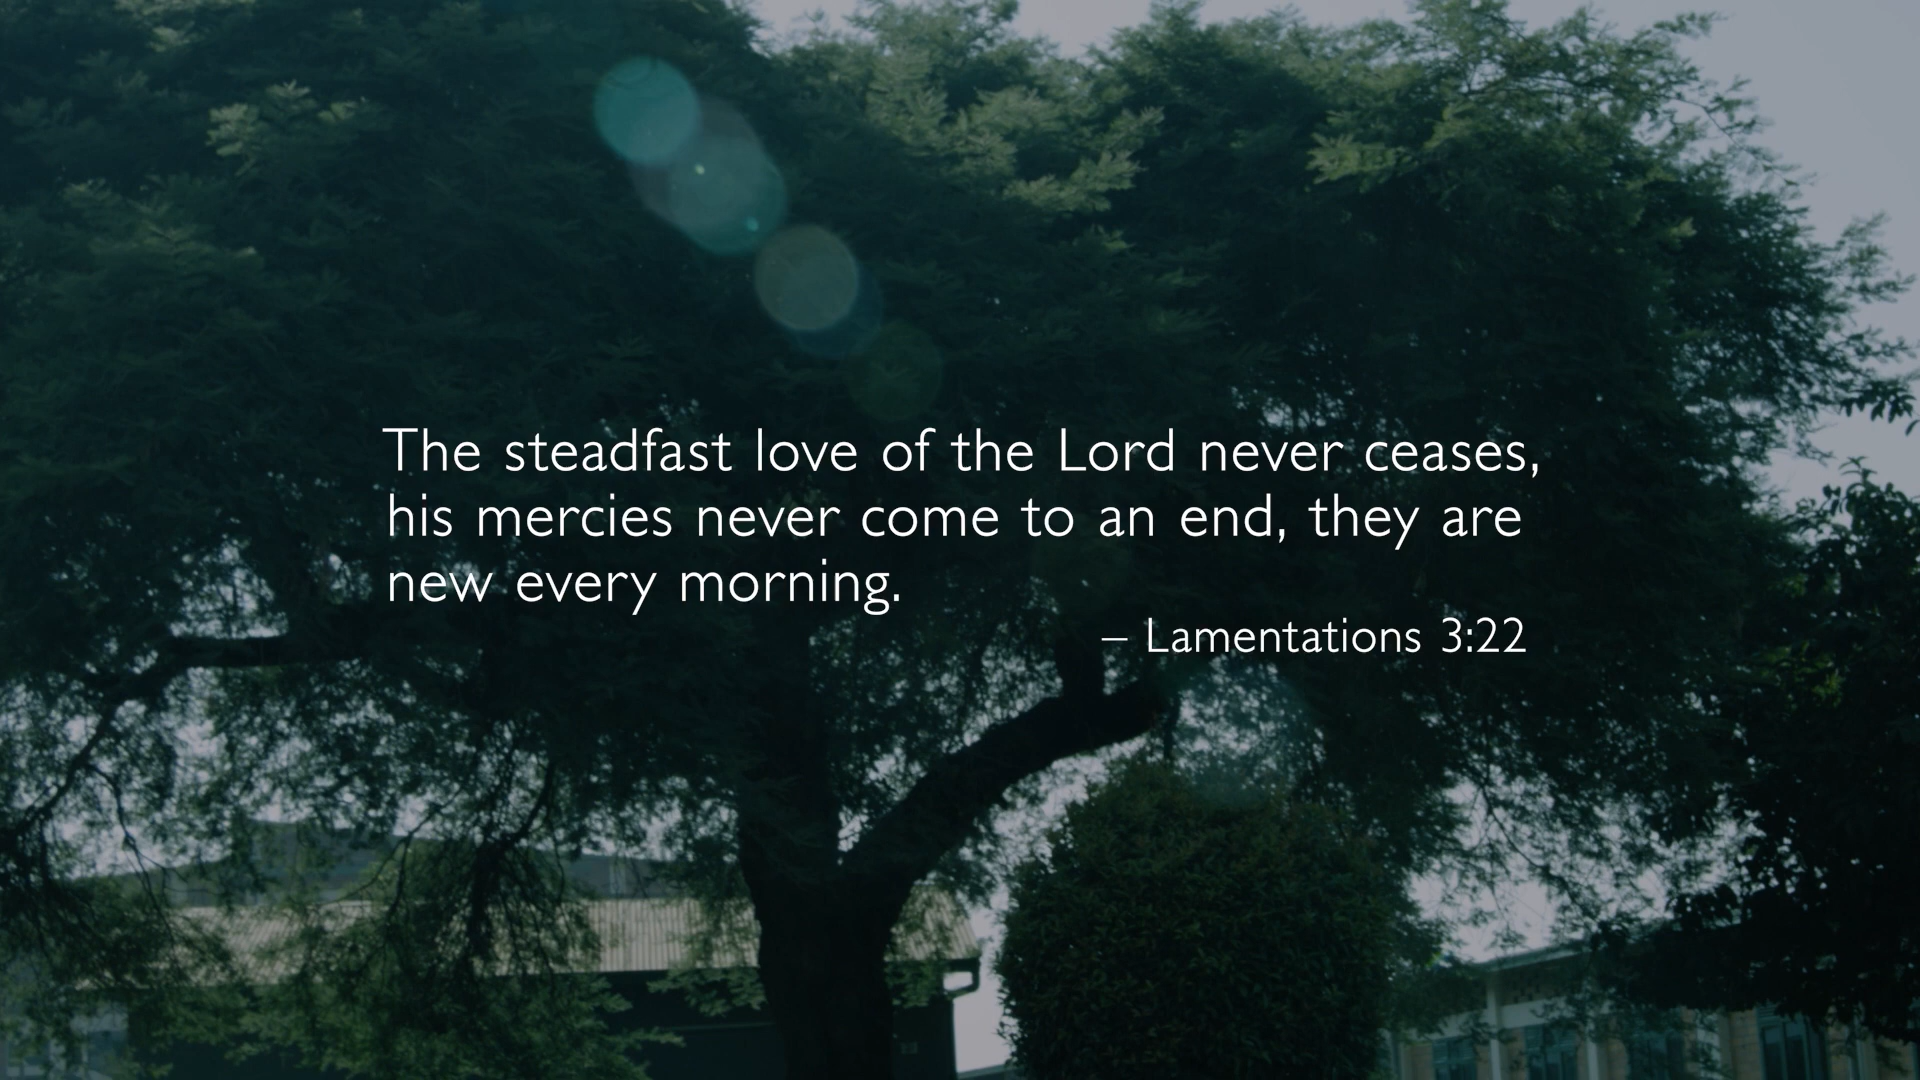 The steadfast love of the Lord never ceases,
his mercies never come to an end, they are
new every morning.
– Lamentations 3:22